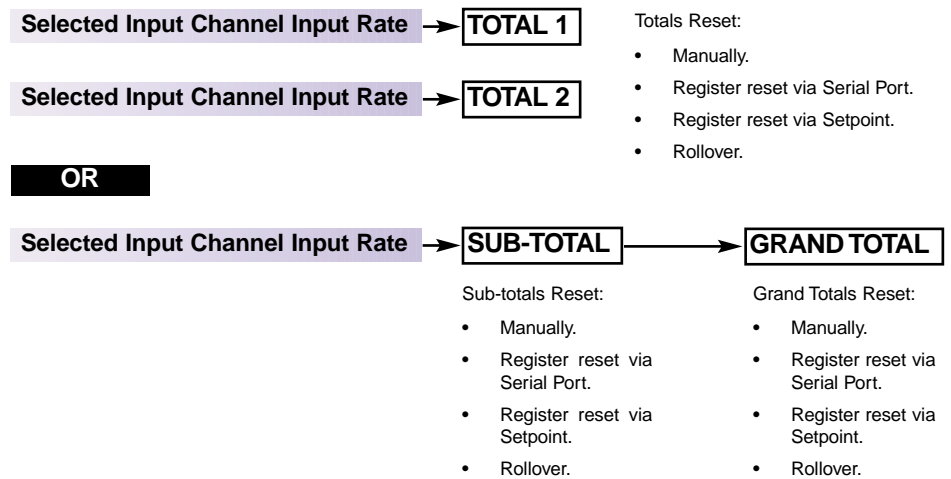 Selected Input Channel Input Rate TOTAL 1
Selected Input Channel Input Rate TOTAL 2
Totals Reset:
• Manually.
• Register reset via Serial Port.
• Register reset via Setpoint.
• Rollover.
OR
Selected Input Channel Input Rate SUB-TOTAL GRAND TOTAL
Sub-totals Reset:
• Manually.
• Register reset via
Serial Port.
• Register reset via
Setpoint.
• Rollover.
Grand Totals Reset:
• Manually.
• Register reset via
Serial Port.
• Register reset via
Setpoint.
• Rollover.